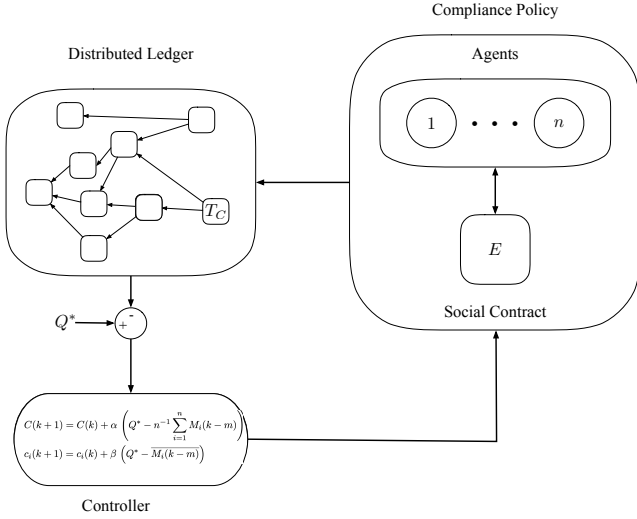 Compliance Policy
Distributed Ledger
Agents
1 • • • n
T_C
E
Social Contract
Q* + -
C(k+1) = C(k) + α (Q* − n⁻¹ ∑_{i=1}^{n} M_i(k−m))
c_i(k+1) = c_i(k) + β (Q* − \overline{M_i(k−m)})
Controller